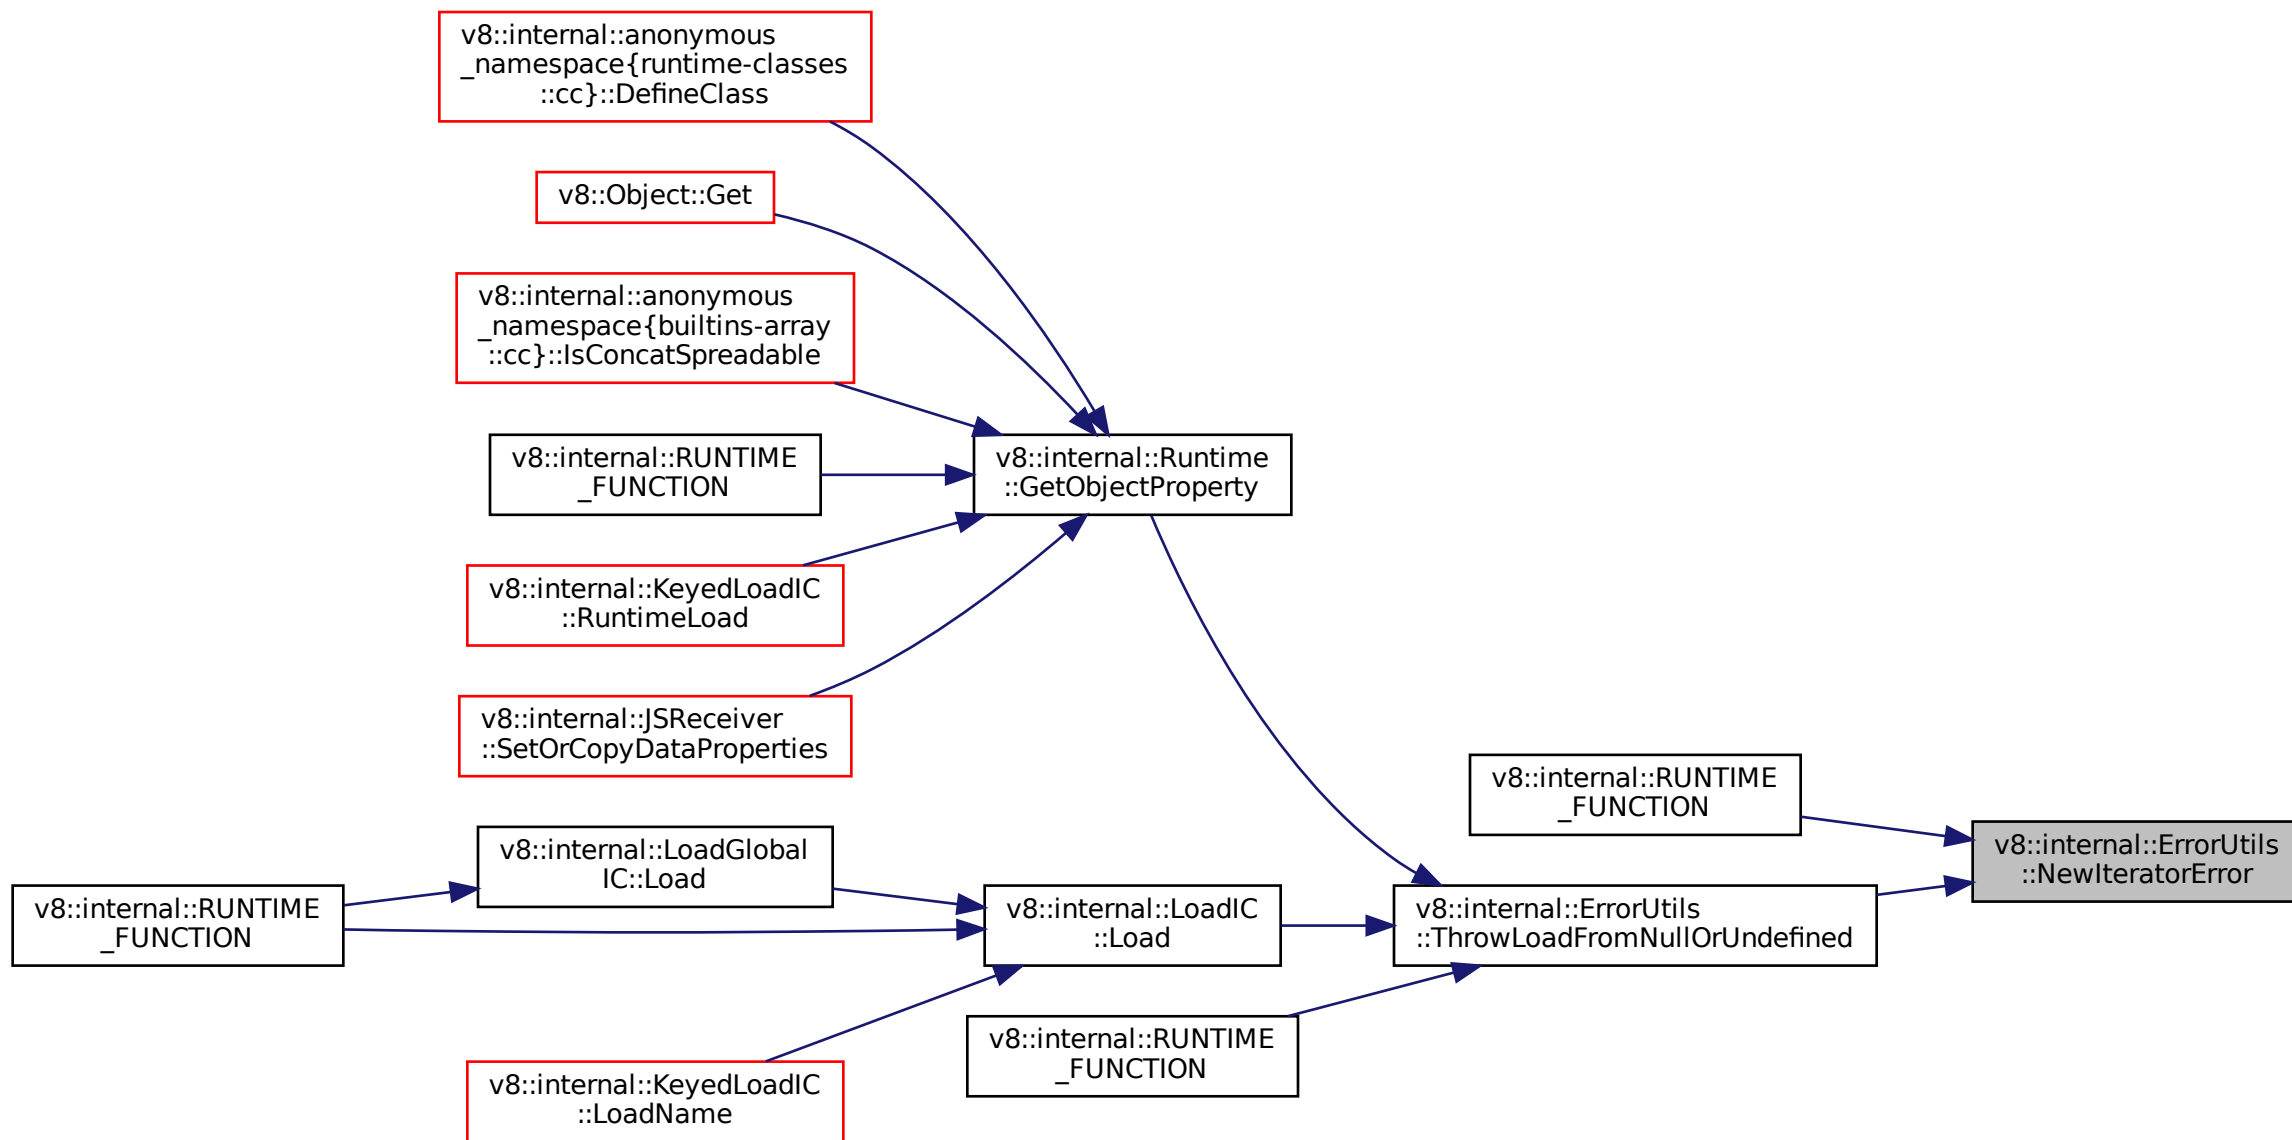 v8::internal::anonymous
_namespace{runtime-classes
::cc}::DefineClass
v8::Object::Get
v8::internal::anonymous
_namespace{builtins-array
::cc}::IsConcatSpreadable
v8::internal::RUNTIME
_FUNCTION
v8::internal::Runtime
::GetObjectProperty
v8::internal::KeyedLoadIC
::RuntimeLoad
v8::internal::JSReceiver
::SetOrCopyDataProperties
v8::internal::RUNTIME
_FUNCTION
v8::internal::ErrorUtils
::NewIteratorError
v8::internal::LoadGlobal
IC::Load
v8::internal::RUNTIME
_FUNCTION
v8::internal::LoadIC
::Load
v8::internal::ErrorUtils
::ThrowLoadFromNullOrUndefined
v8::internal::RUNTIME
_FUNCTION
v8::internal::KeyedLoadIC
::LoadName